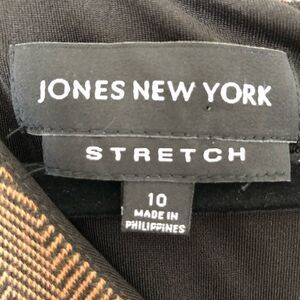 JONES NEW YORK
STRETCH
10
MADE IN
PHILIPPINES